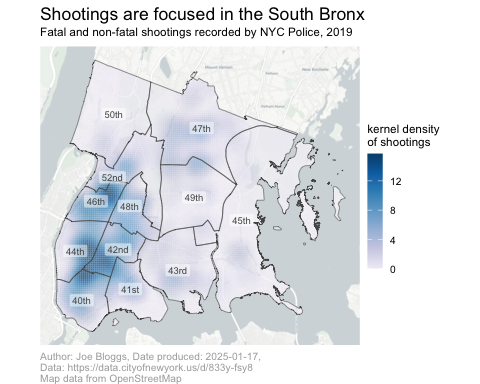 Shootings are focused in the South Bronx
Fatal and non-fatal shootings recorded by NYC Police, 2019
50th
47th
52nd
46th
48th
49th
45th
44th
42nd
43rd
41st
40th
kernel density
of shootings
12
8
4
0
Author: Joe Bloggs, Date produced: 2025-01-17,
Data: https://data.cityofnewyork.us/d/833y-fsy8
Map data from OpenStreetMap